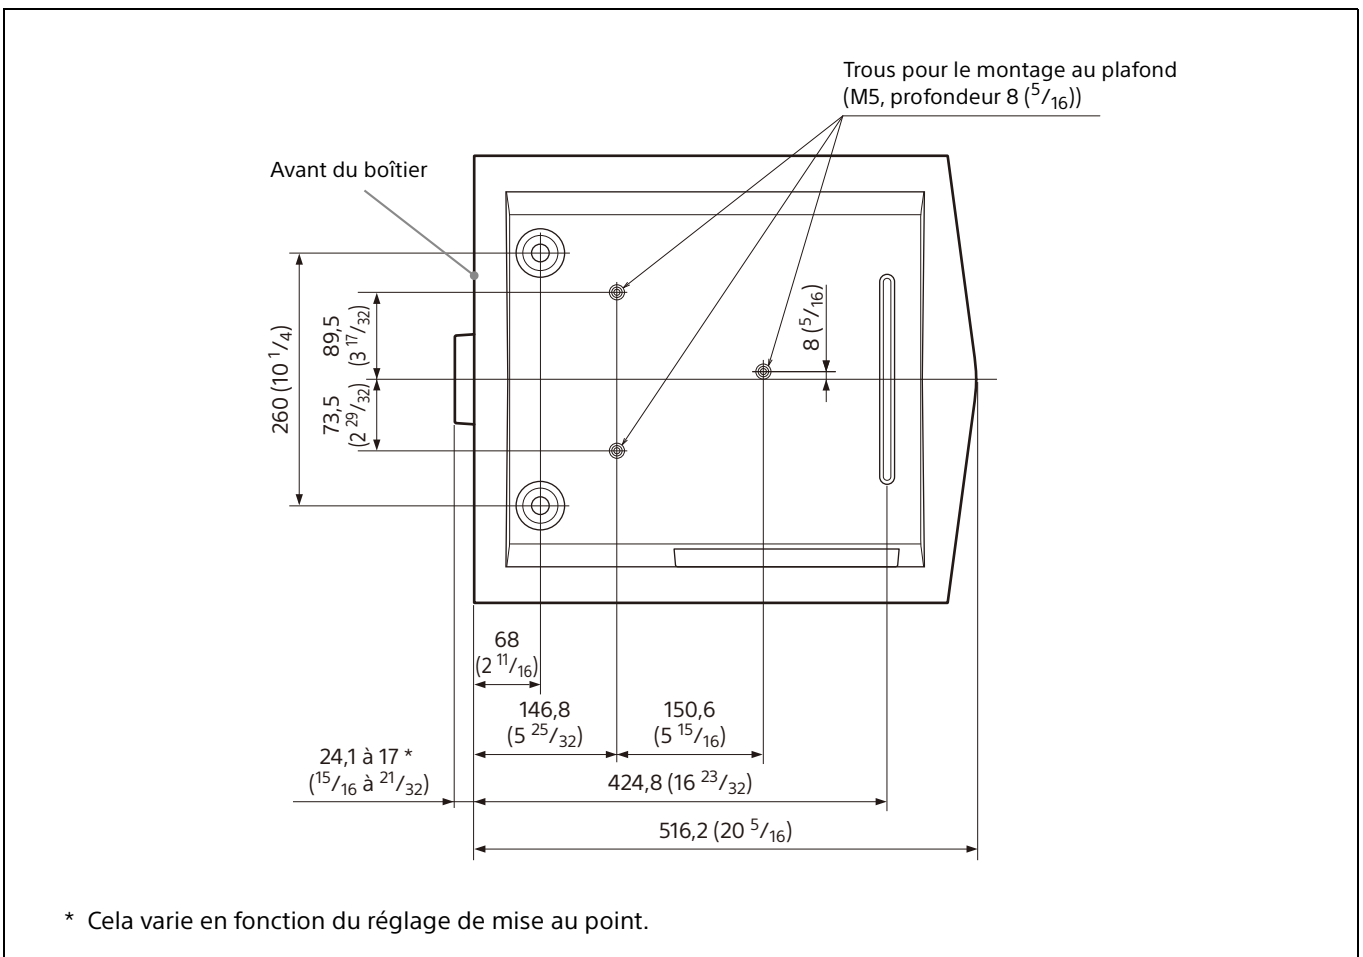 Trous pour le montage au plafond
(M5, profondeur 8 (5/16))
Avant du boîtier
260 (10 1/4)
89,5
(3 17/32)
73,5
(2 29/32)
8 (5/16)
68
(2 11/16)
146,8
(5 25/32)
150,6
(5 15/16)
24,1 à 17 *
(15/16 à 21/32)
424,8 (16 23/32)
516,2 (20 5/16)
* Cela varie en fonction du réglage de mise au point.